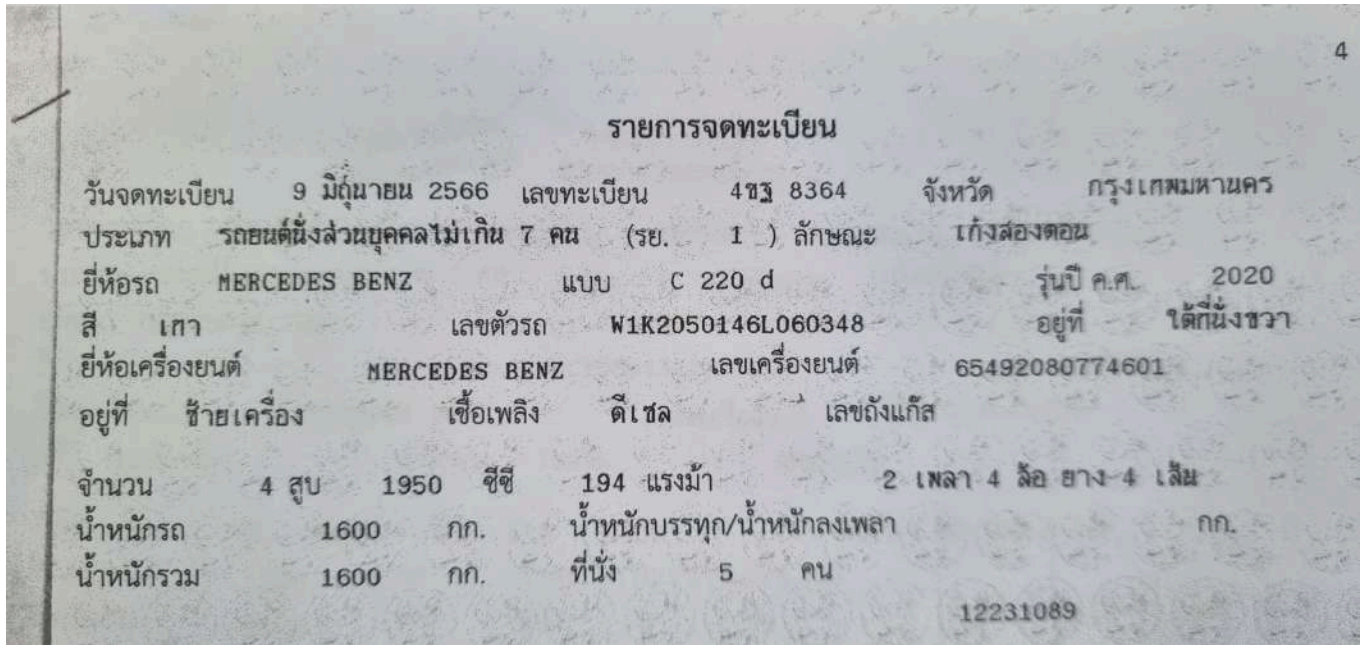 4
รายการจดทะเบียน
วันจดทะเบียน 9 มิถุนายน 2566 เลขทะเบียน 4ขฐ 8364 จังหวัด กรุงเทพมหานคร
ประเภท รถยนต์นั่งส่วนบุคคลไม่เกิน 7 คน (รย. 1 ) ลักษณะ เก๋งสองตอน
ยี่ห้อรถ MERCEDES BENZ แบบ C 220 d รุ่นปี ค.ศ. 2020
สี เทา เลขตัวรถ W1K2050146L060348 อยู่ที่ ใต้ที่นั่งขวา
ยี่ห้อเครื่องยนต์ MERCEDES BENZ เลขเครื่องยนต์ 65492080774601
อยู่ที่ ซ้ายเครื่อง เชื้อเพลิง ดีเซล เลขถังแก๊ส
จำนวน 4 สูบ 1950 ซีซี 194 แรงม้า 2 เพลา 4 ล้อ ยาง 4 เส้น
น้ำหนักรถ 1600 กก. น้ำหนักบรรทุก/น้ำหนักลงเพลา กก.
น้ำหนักรวม 1600 กก. ที่นั่ง 5 คน
12231089